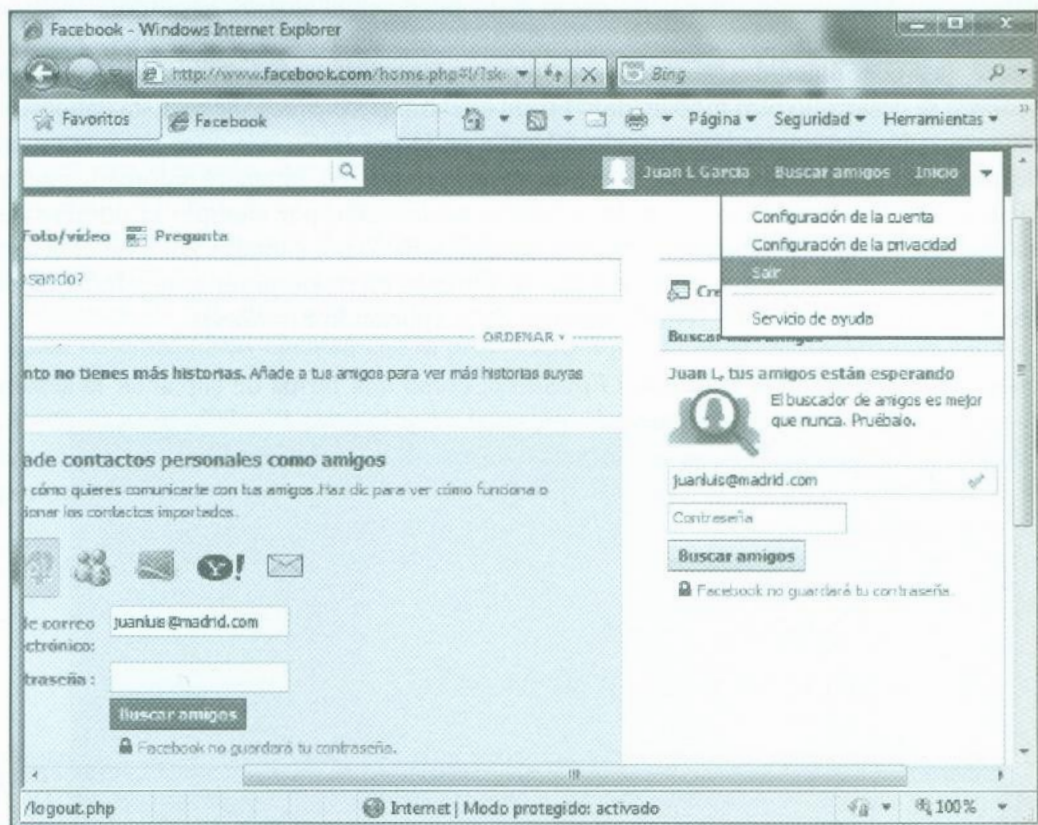 Facebook - Windows Internet Explorer
http://www.facebook.com/home.php#!/?sk= Bing
Favoritos Facebook Página Seguridad Herramientas
Juan L García Buscar amigos Inicio
Configuración de la cuenta
Configuración de la privacidad
Salir
Servicio de ayuda
Foto/vídeo Pregunta
sando?
Cre
ORDENAR
Buscar más amigos
nto no tienes más historias. Añade a tus amigos para ver más historias suyas
Juan L, tus amigos están esperando
El buscador de amigos es mejor
que nunca. Pruébalo.
ade contactos personales como amigos
cómo quieres comunicarte con tus amigos.Haz clic para ver cómo funciona o
ionar los contactos importados.
juanluis@madrid.com
Contraseña
Buscar amigos
Facebook no guardará tu contraseña.
de correo
ectrónico:
juanluis@madrid.com
traseña :
Buscar amigos
Facebook no guardará tu contraseña.
/logout.php Internet | Modo protegido: activado 100%